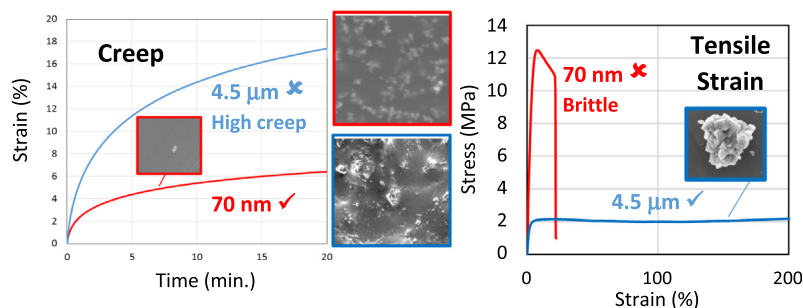 Creep
Strain (%)
20
18
16
14
12
10
8
6
4
2
0
4.5 μm ✘
High creep
70 nm ✓
0
5
10
15
20
Time (min.)
Tensile
Strain
Stress (MPa)
14
12
10
8
6
4
2
0
70 nm ✘
Brittle
4.5 μm ✓
0
100
200
Strain (%)